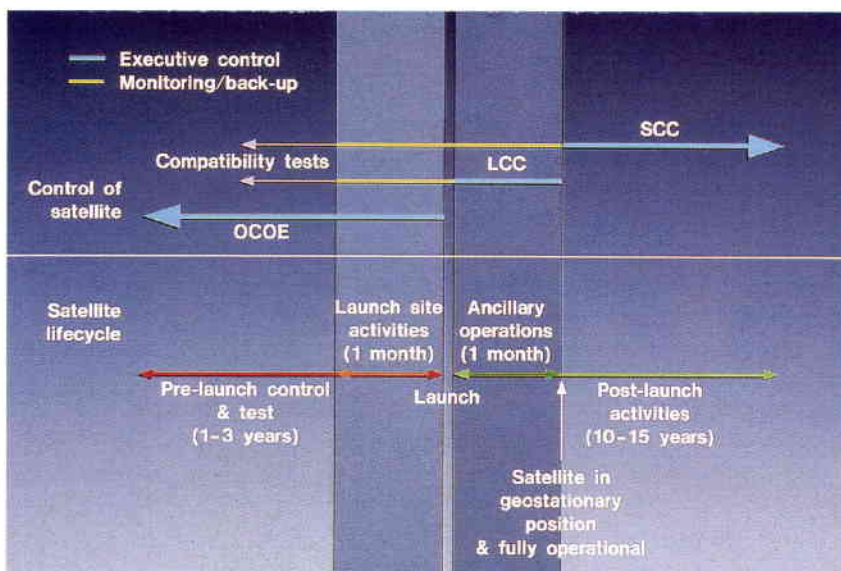 Executive control
Monitoring/back-up
SCC
Compatibility tests
LCC
Control of
satellite
OCOE
Satellite
lifecycle
Launch site
activities
(1 month)
Ancillary
operations
(1 month)
Pre-launch control
& test
(1–3 years)
Launch
Post-launch
activities
(10–15 years)
Satellite in
geostationary
position
& fully operational